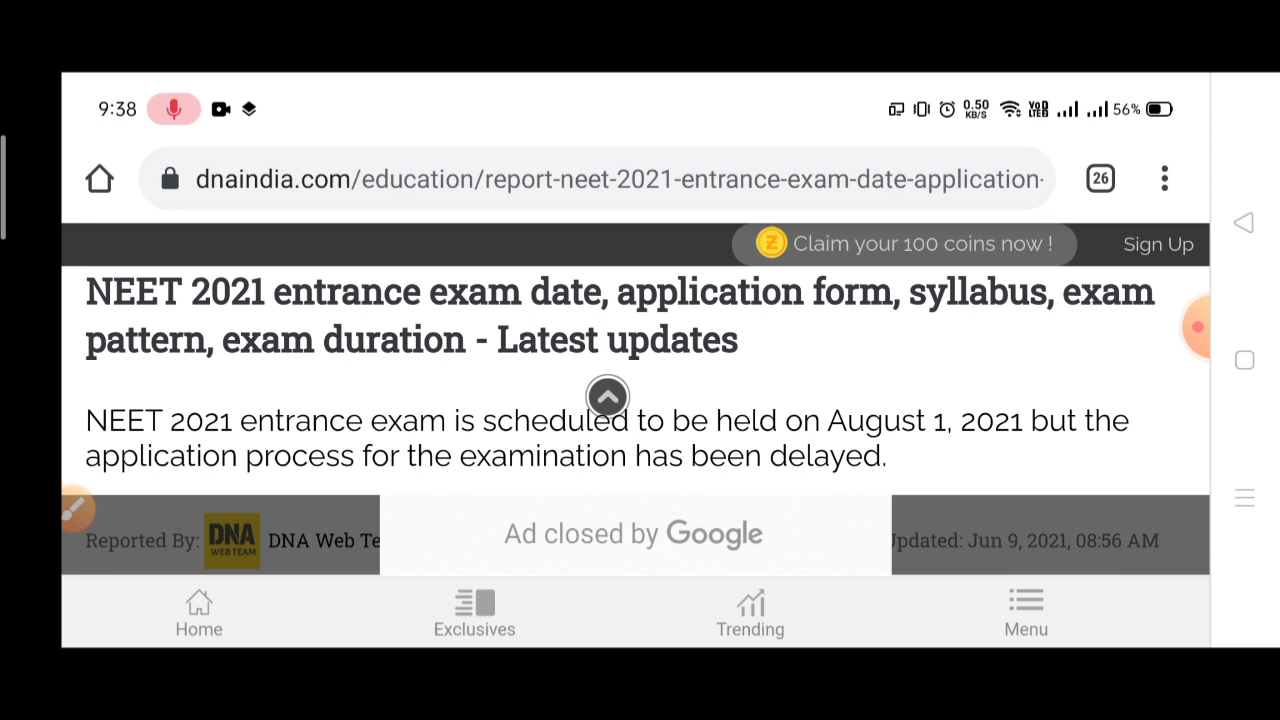 9:38
0.50 KB/S VoD LTE2 56%
dnaindia.com/education/report-neet-2021-entrance-exam-date-application-
26
Claim your 100 coins now !
Sign Up
NEET 2021 entrance exam date, application form, syllabus, exam
pattern, exam duration - Latest updates
NEET 2021 entrance exam is scheduled to be held on August 1, 2021 but the
application process for the examination has been delayed.
Reported By: DNA WEB TEAM DNA Web Te
Ad closed by Google
Updated: Jun 9, 2021, 08:56 AM
Home Exclusives Trending Menu